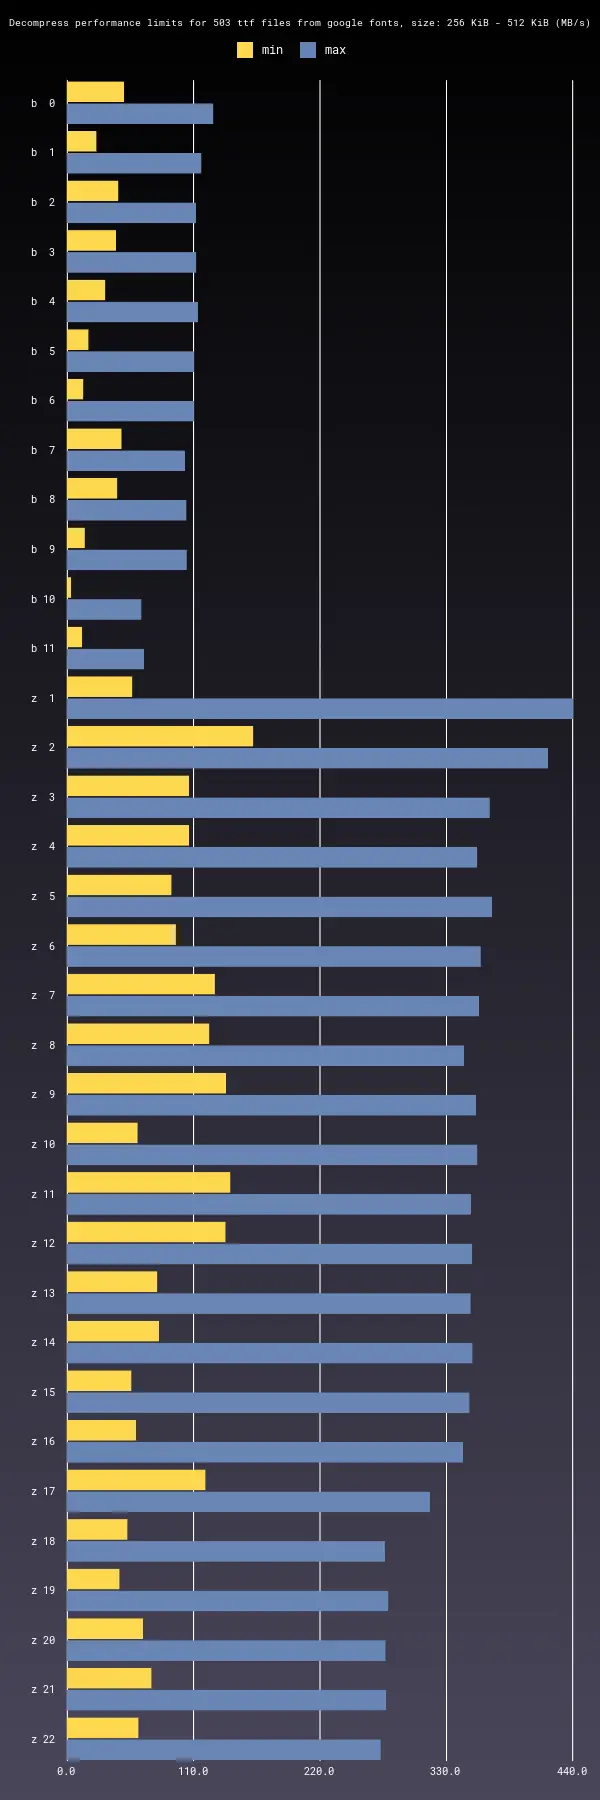 Decompress performance limits for 503 ttf files from google fonts, size: 256 KiB - 512 KiB (MB/s)
min max
b 0
b 1
b 2
b 3
b 4
b 5
b 6
b 7
b 8
b 9
b 10
b 11
z 1
z 2
z 3
z 4
z 5
z 6
z 7
z 8
z 9
z 10
z 11
z 12
z 13
z 14
z 15
z 16
z 17
z 18
z 19
z 20
z 21
z 22
0.0 110.0 220.0 330.0 440.0